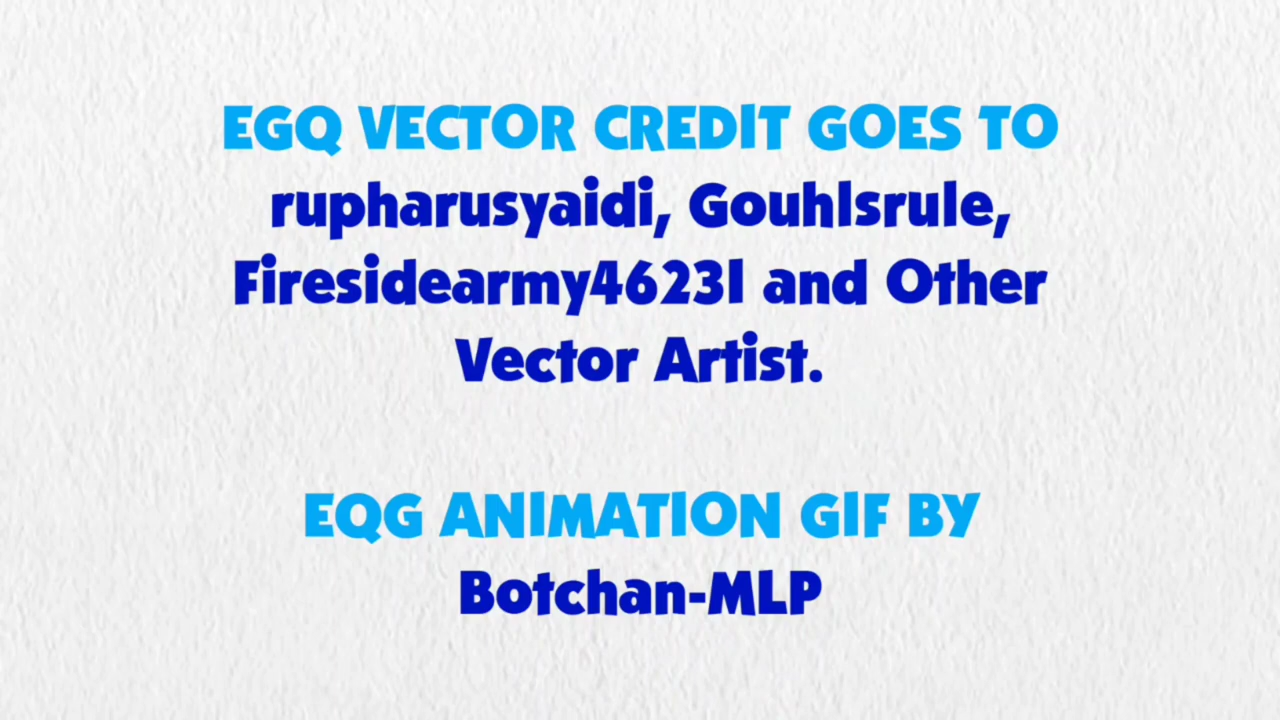 EGQ VECTOR CREDIT GOES TO
rupharusyaidi, Gouhlsrule,
Firesidearmy46231 and Other
Vector Artist.
EQG ANIMATION GIF BY
Botchan-MLP